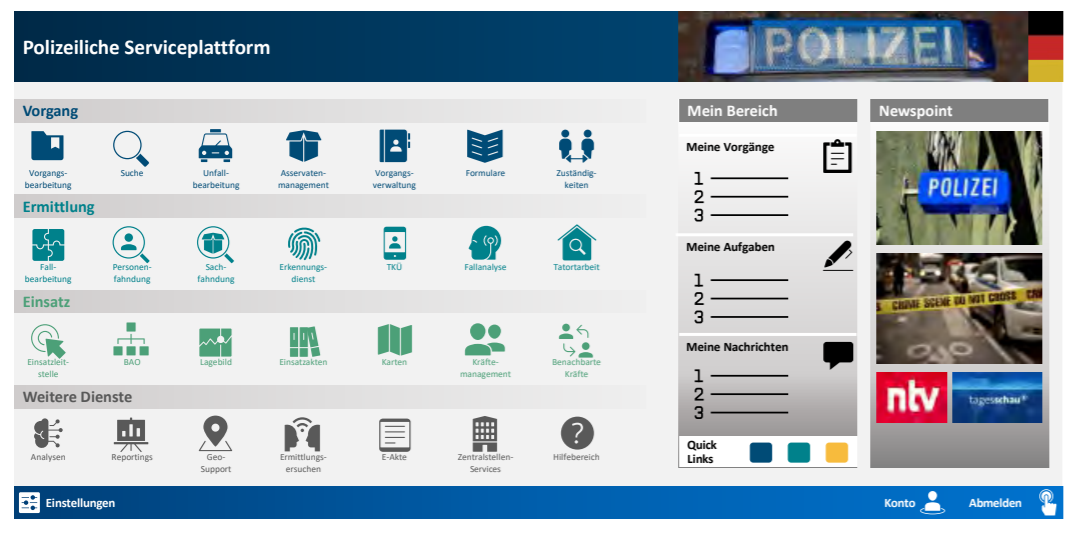 Polizeiliche Serviceplattform
POLIZEI
Vorgang
Vorgangs-
bearbeitung
Suche
Unfall-
bearbeitung
Asservaten-
management
Vorgangs-
verwaltung
Formulare
Zuständig-
keiten
Ermittlung
Fall-
bearbeitung
Personen-
fahndung
Sach-
fahndung
Erkennungs-
dienst
TKÜ
Fallanalyse
Tatortarbeit
Einsatz
Einsatzleit-
stelle
BAO
Lagebild
Einsatzakten
Karten
Kräfte-
management
Benachbarte
Kräfte
Weitere Dienste
Analysen
Reportings
Geo-
Support
Ermittlungs-
ersuchen
E-Akte
Zentralstellen-
Services
?
Hilfebereich
Mein Bereich
Meine Vorgänge
1
2
3
Meine Aufgaben
1
2
3
Meine Nachrichten
1
2
3
Quick
Links
Newspoint
POLIZEI
CRIME SCENE DO NOT CROSS
ntv
tagesschau
Einstellungen
Konto
Abmelden